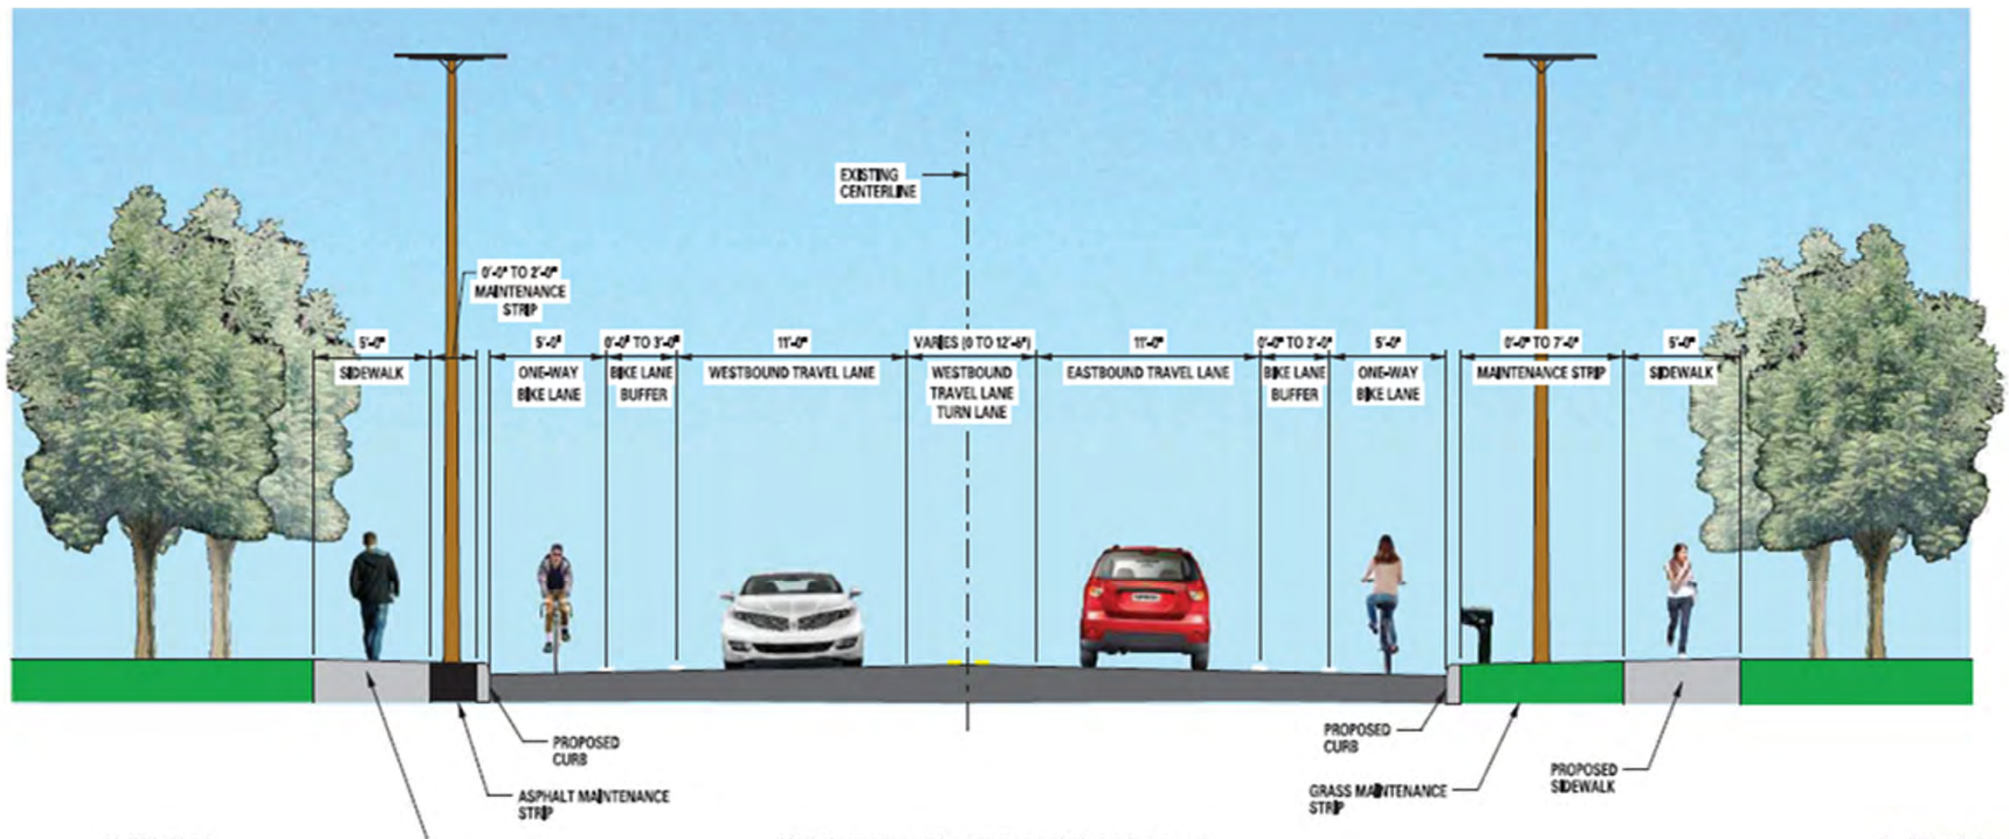 EXISTING
CENTERLINE
0'-0" TO 2'-0"
MAINTENANCE
STRIP
5'-0"
SIDEWALK
5'-0"
ONE-WAY
BIKE LANE
0'-0" TO 3'-0"
BIKE LANE
BUFFER
11'-0"
WESTBOUND TRAVEL LANE
VARIES (0 TO 12'-6")
WESTBOUND
TRAVEL LANE
TURN LANE
11'-0"
EASTBOUND TRAVEL LANE
0'-0" TO 2'-0"
BIKE LANE
BUFFER
5'-0"
ONE-WAY
BIKE LANE
0'-0" TO 7'-0"
MAINTENANCE STRIP
5'-0"
SIDEWALK
PROPOSED
CURB
ASPHALT MAINTENANCE
STRIP
PROPOSED
CURB
GRASS MAINTENANCE
STRIP
PROPOSED
SIDEWALK